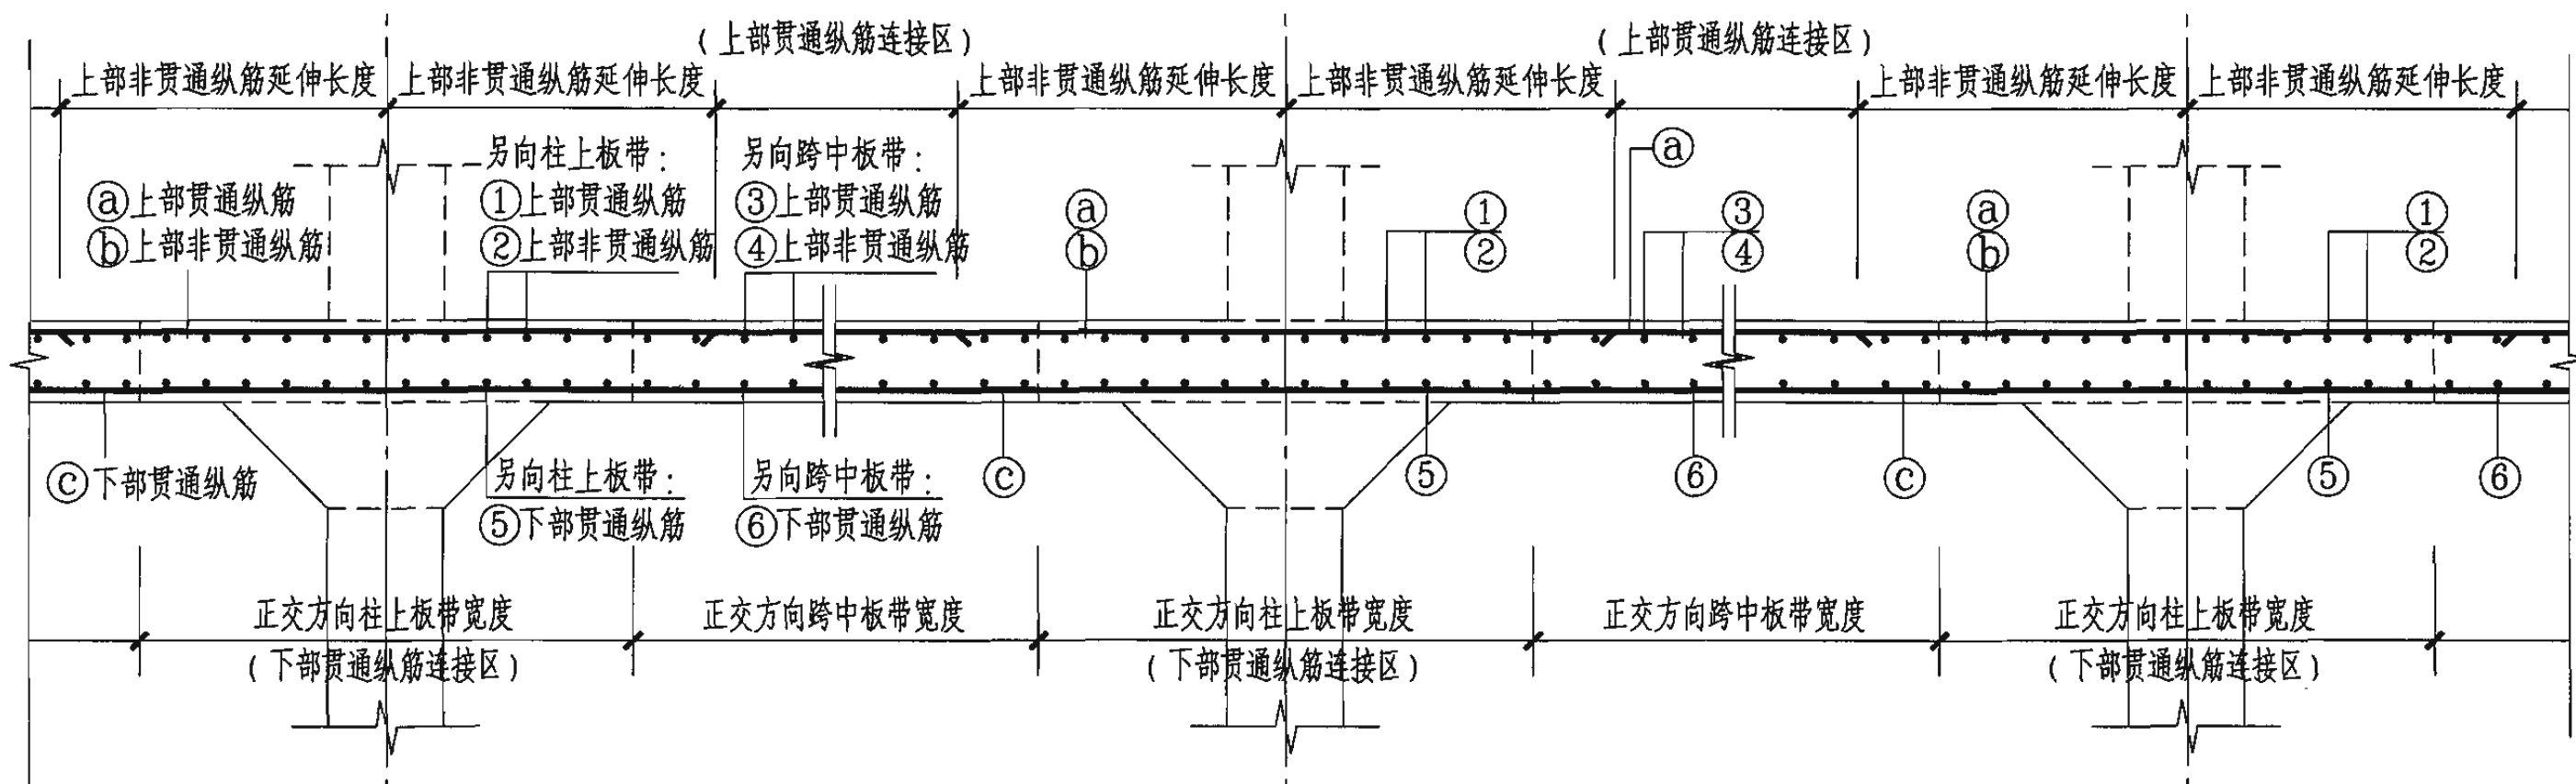 (上部贯通纵筋连接区)
(上部贯通纵筋连接区)
上部非贯通纵筋延伸长度
上部非贯通纵筋延伸长度
上部非贯通纵筋延伸长度
上部非贯通纵筋延伸长度
上部非贯通纵筋延伸长度
上部非贯通纵筋延伸长度
另向柱上板带:
另向跨中板带:
ⓐ
ⓐ上部贯通纵筋
①上部贯通纵筋
③上部贯通纵筋
ⓐ
①
③
ⓐ
①
ⓑ上部非贯通纵筋
②上部非贯通纵筋
④上部非贯通纵筋
ⓑ
②
④
ⓑ
②
ⓒ下部贯通纵筋
另向柱上板带:
另向跨中板带:
ⓒ
⑤
⑥
ⓒ
⑤
⑥
⑤下部贯通纵筋
⑥下部贯通纵筋
正交方向柱上板带宽度
正交方向跨中板带宽度
正交方向柱上板带宽度
正交方向跨中板带宽度
正交方向柱上板带宽度
(下部贯通纵筋连接区)
(下部贯通纵筋连接区)
(下部贯通纵筋连接区)